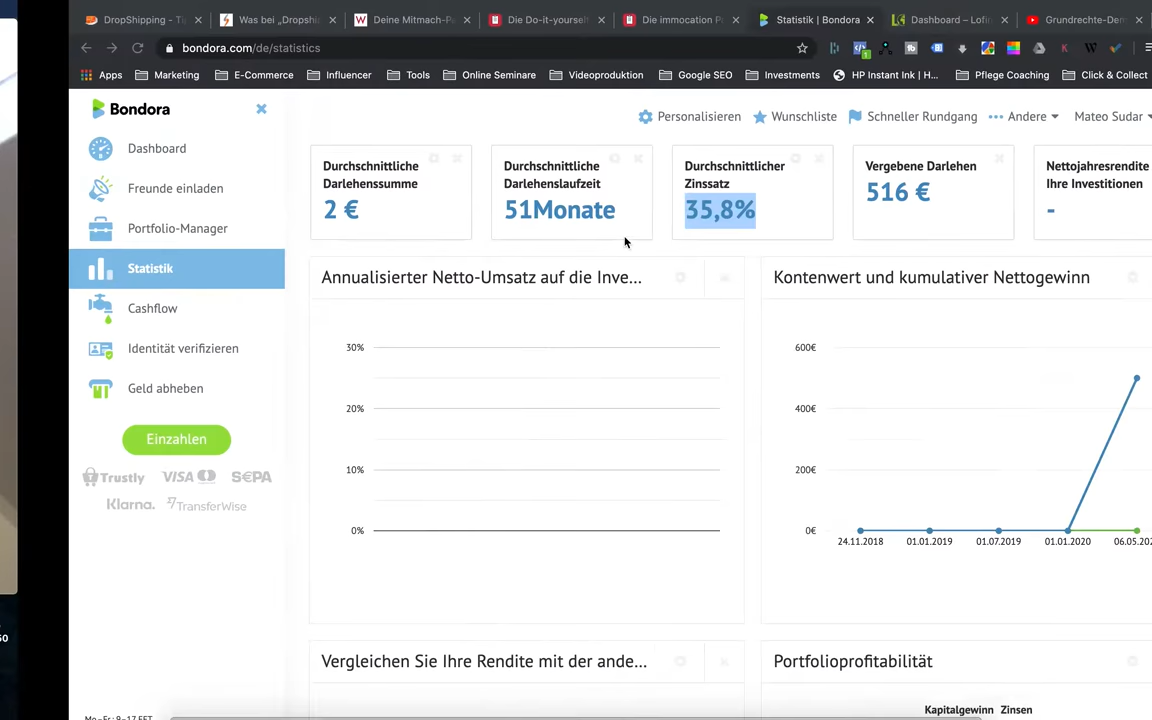 DropShipping - Ti
Was bei „Dropshi
Deine Mitmach-Pa
Die Do-it-yourself
Die immocation P
Statistik | Bondora
Dashboard – Lofin
Grundrechte-Dem
bondora.com/de/statistics
Apps
Marketing
E-Commerce
Influencer
Tools
Online Seminare
Videoproduktion
Google SEO
Investments
HP Instant Ink | H...
Pflege Coaching
Click & Collect
Bondora
Personalisieren
Wunschliste
Schneller Rundgang
Andere
Mateo Sudar
Dashboard
Freunde einladen
Portfolio-Manager
Statistik
Cashflow
Identität verifizieren
Geld abheben
Einzahlen
Trustly
VISA
SEPA
Klarna.
TransferWise
Durchschnittliche
Darlehenssumme
2 €
Durchschnittliche
Darlehenslaufzeit
51Monate
Durchschnittlicher
Zinssatz
35,8%
Vergebene Darlehen
516 €
Nettojahresrendite
Ihre Investitionen
-
Annualisierter Netto-Umsatz auf die Inve...
30%
20%
10%
0%
Kontenwert und kumulativer Nettogewinn
600€
400€
200€
0€
24.11.2018
01.01.2019
01.07.2019
01.01.2020
06.05.202
Vergleichen Sie Ihre Rendite mit der ande...
Portfolioprofitabilität
Kapitalgewinn
Zinsen